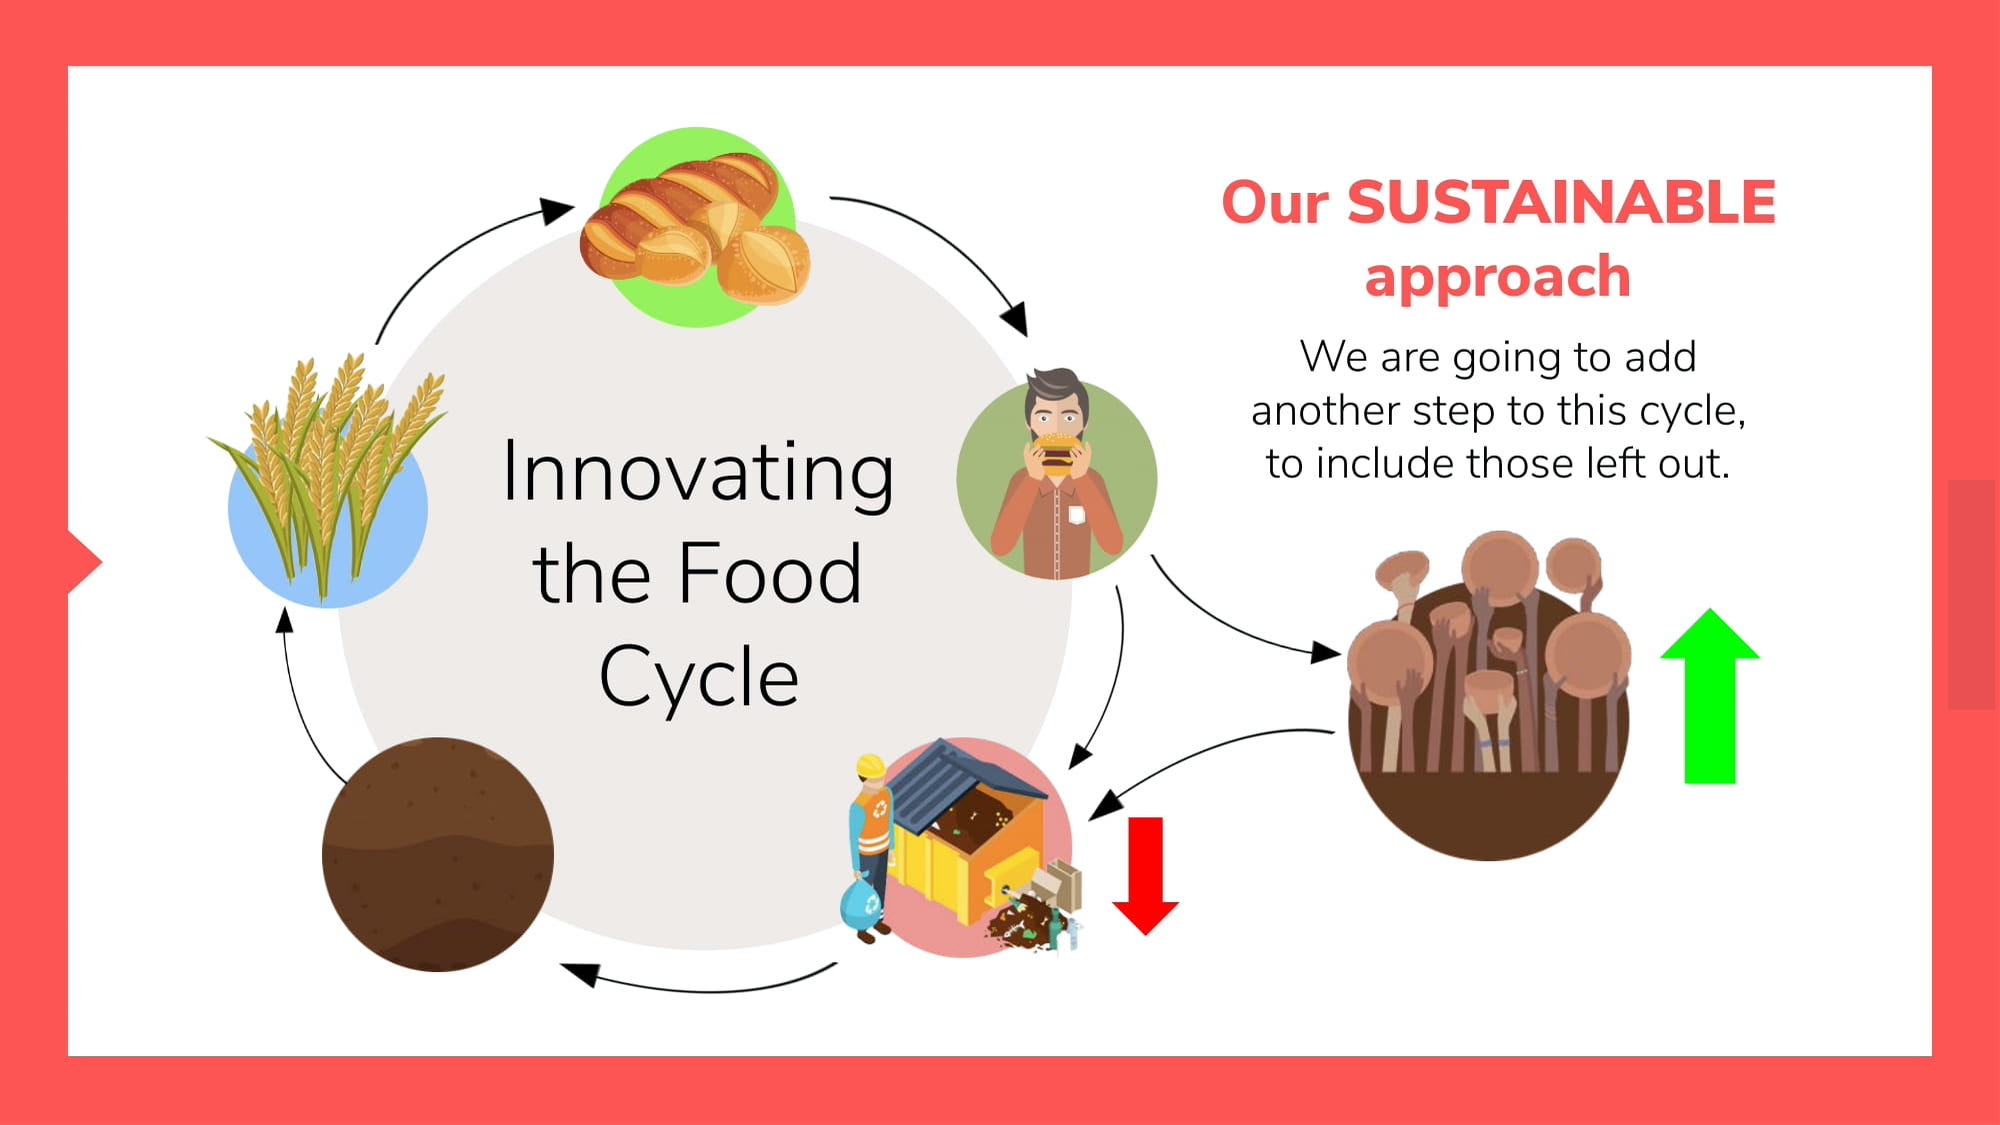 Our SUSTAINABLE
approach
We are going to add
another step to this cycle,
to include those left out.
Innovating
the Food
Cycle